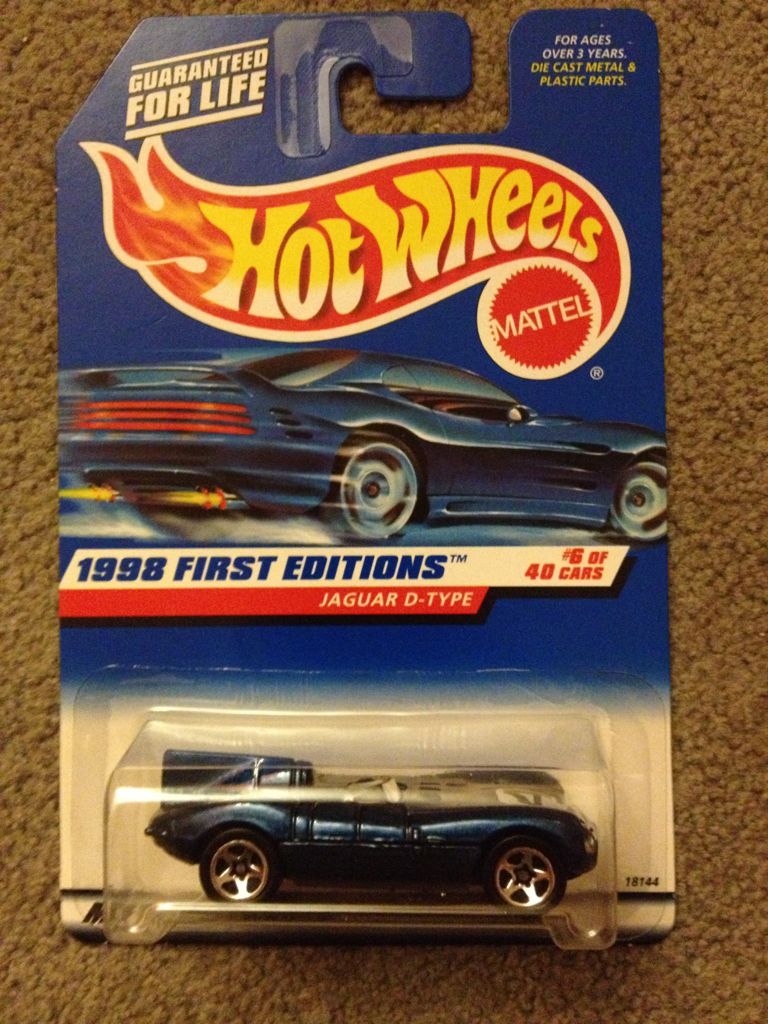 GUARANTEED
FOR LIFE
FOR AGES
OVER 3 YEARS.
DIE CAST METAL &
PLASTIC PARTS.
HOT WHEELS
MATTEL
®
1998 FIRST EDITIONS™
#6 OF
40 CARS
JAGUAR D-TYPE
18144